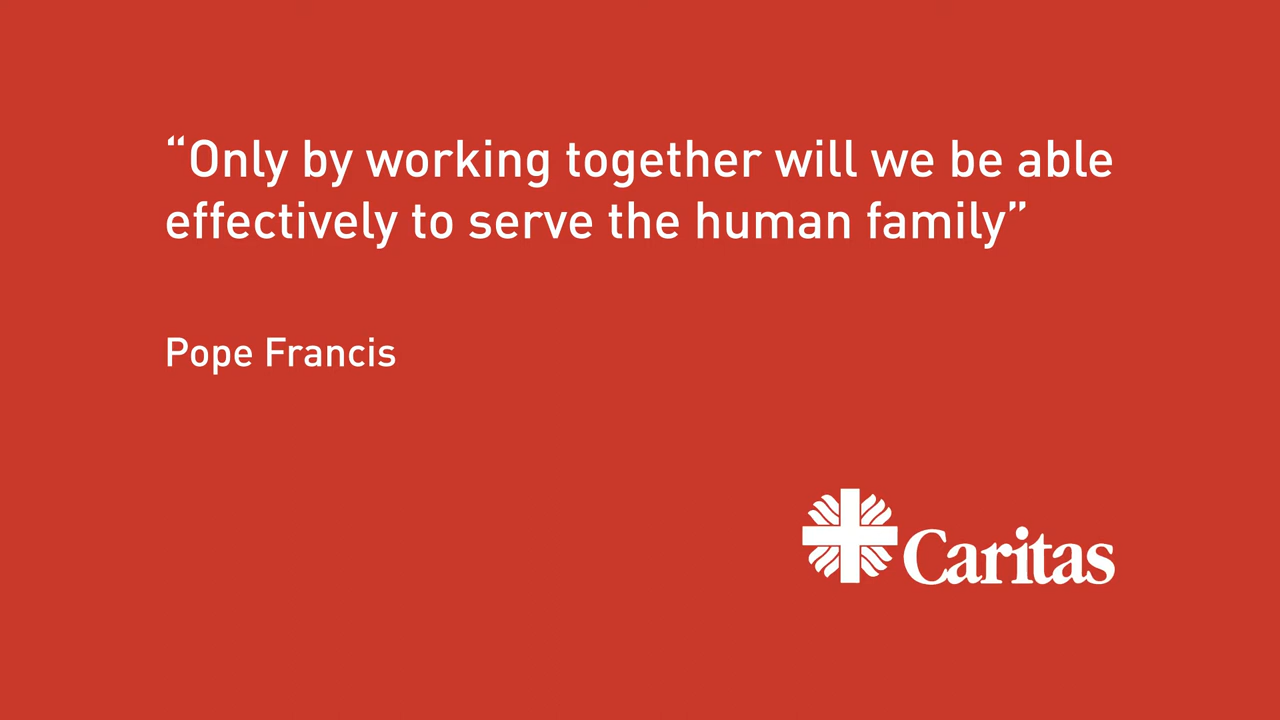 “Only by working together will we be able
effectively to serve the human family”
Pope Francis
Caritas